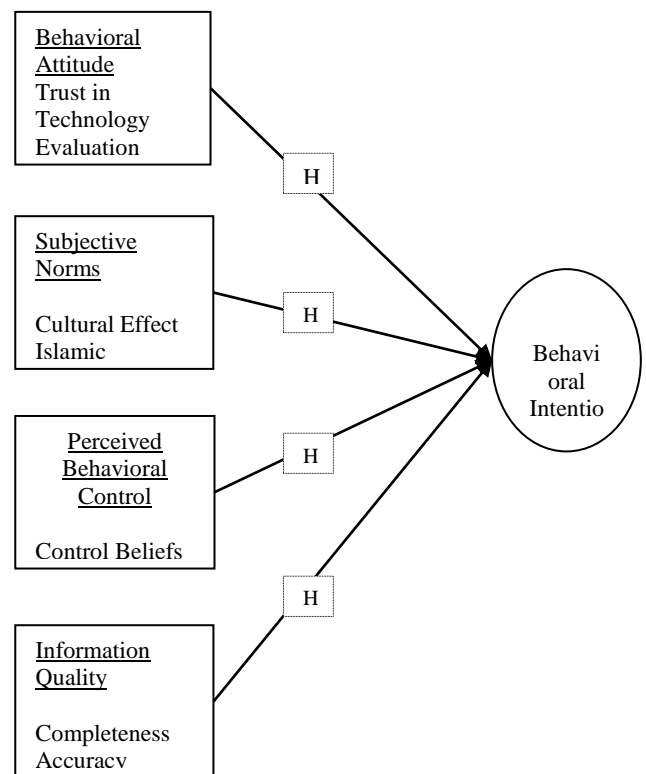 Behavioral
Attitude
Trust in
Technology
Evaluation
H
Subjective
Norms
Cultural Effect
Islamic
H
Behavi
oral
Intentio
Perceived
Behavioral
Control
Control Beliefs
H
H
Information
Quality
Completeness
Accuracy